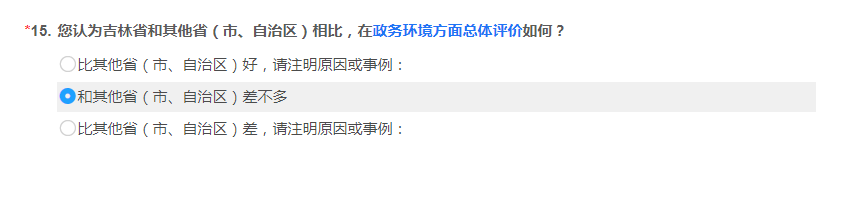 *15. 您认为吉林省和其他省（市、自治区）相比，在政务环境方面总体评价如何？
比其他省（市、自治区）好，请注明原因或事例：
和其他省（市、自治区）差不多
比其他省（市、自治区）差，请注明原因或事例：